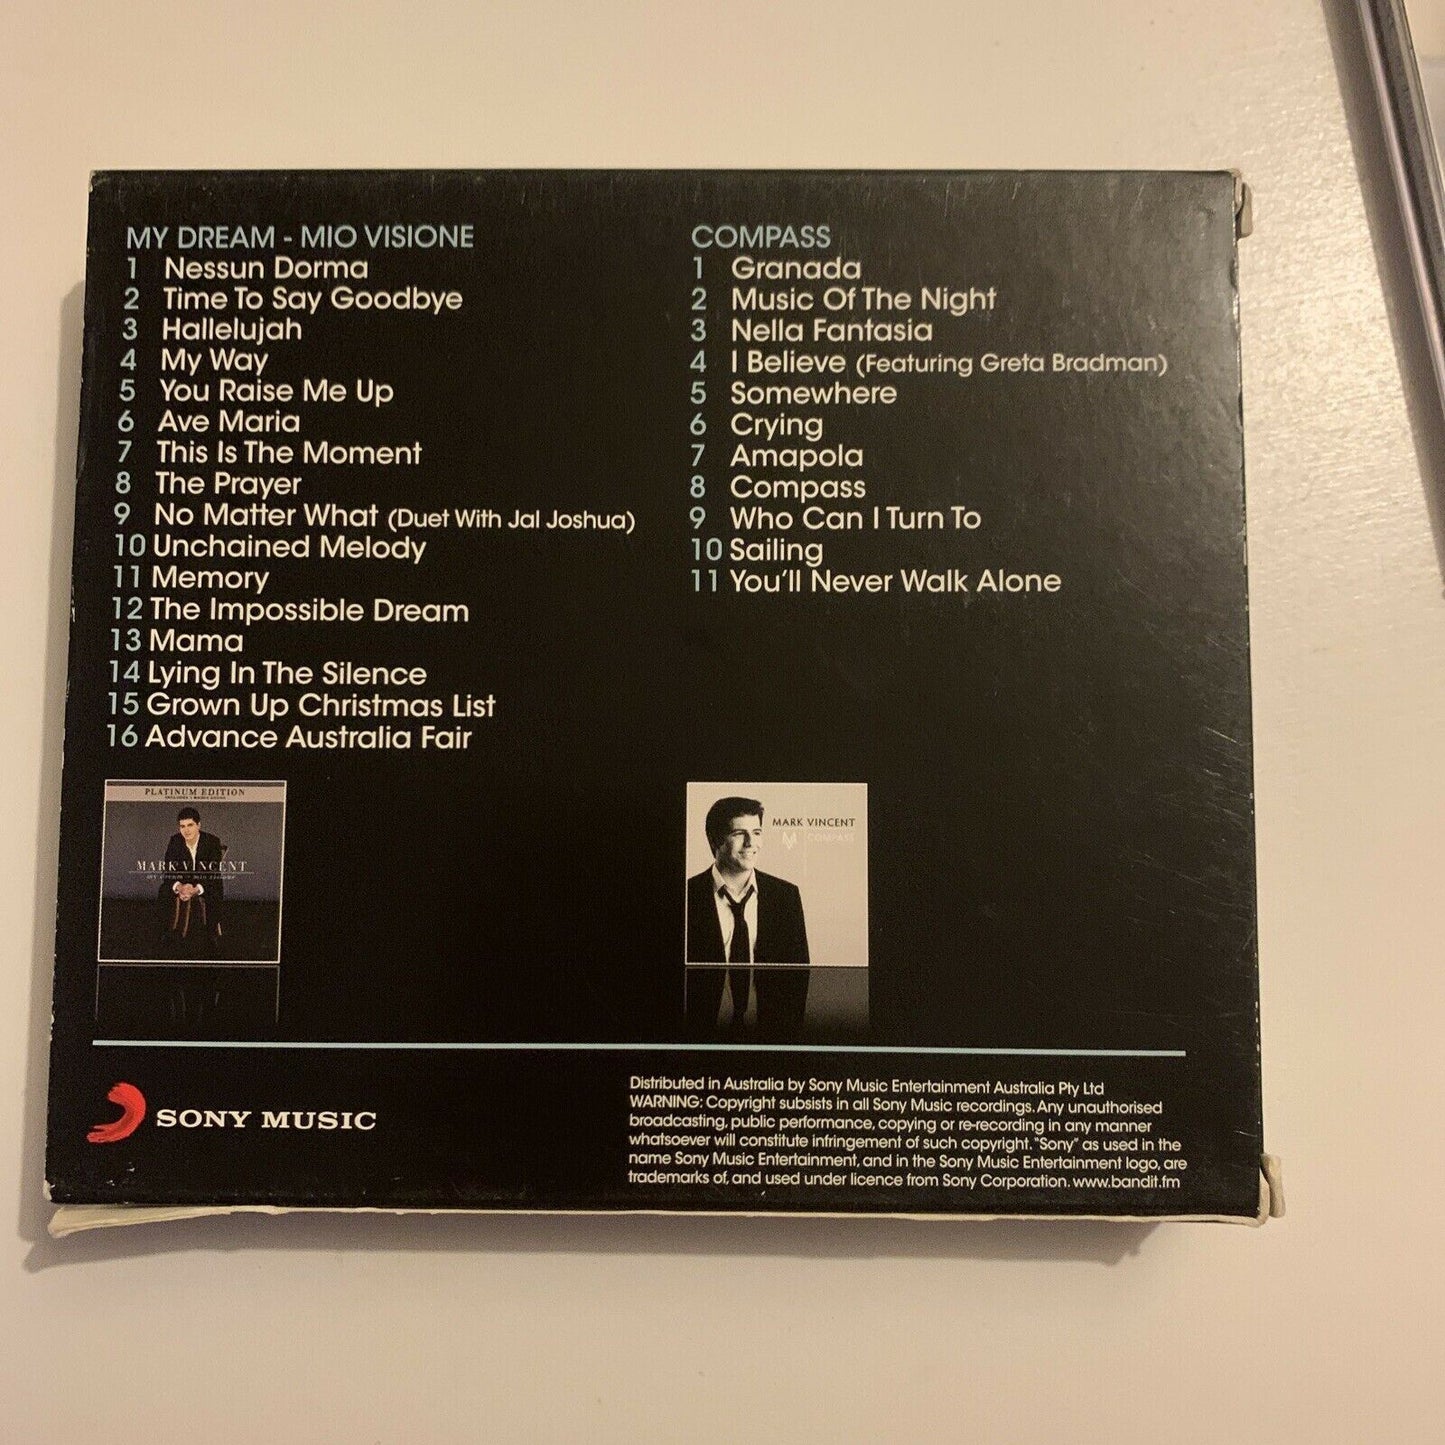 MY DREAM - MIO VISIONE
1 Nessun Dorma
2 Time To Say Goodbye
3 Hallelujah
4 My Way
5 You Raise Me Up
6 Ave Maria
7 This Is The Moment
8 The Prayer
9 No Matter What (Duet With Jal Joshua)
10 Unchained Melody
11 Memory
12 The Impossible Dream
13 Mama
14 Lying In The Silence
15 Grown Up Christmas List
16 Advance Australia Fair
COMPASS
1 Granada
2 Music Of The Night
3 Nella Fantasia
4 I Believe (Featuring Greta Bradman)
5 Somewhere
6 Crying
7 Amapola
8 Compass
9 Who Can I Turn To
10 Sailing
11 You'll Never Walk Alone
PLATINUM EDITION
MARK VINCENT
my dream - mio visione
MARK VINCENT
COMPASS
SONY MUSIC
Distributed in Australia by Sony Music Entertainment Australia Pty Ltd
WARNING: Copyright subsists in all Sony Music recordings. Any unauthorised
broadcasting, public performance, copying or re-recording in any manner
whatsoever will constitute infringement of such copyright. "Sony" as used in the
name Sony Music Entertainment, and in the Sony Music Entertainment logo, are
trademarks of, and used under licence from Sony Corporation. www.bandit.fm